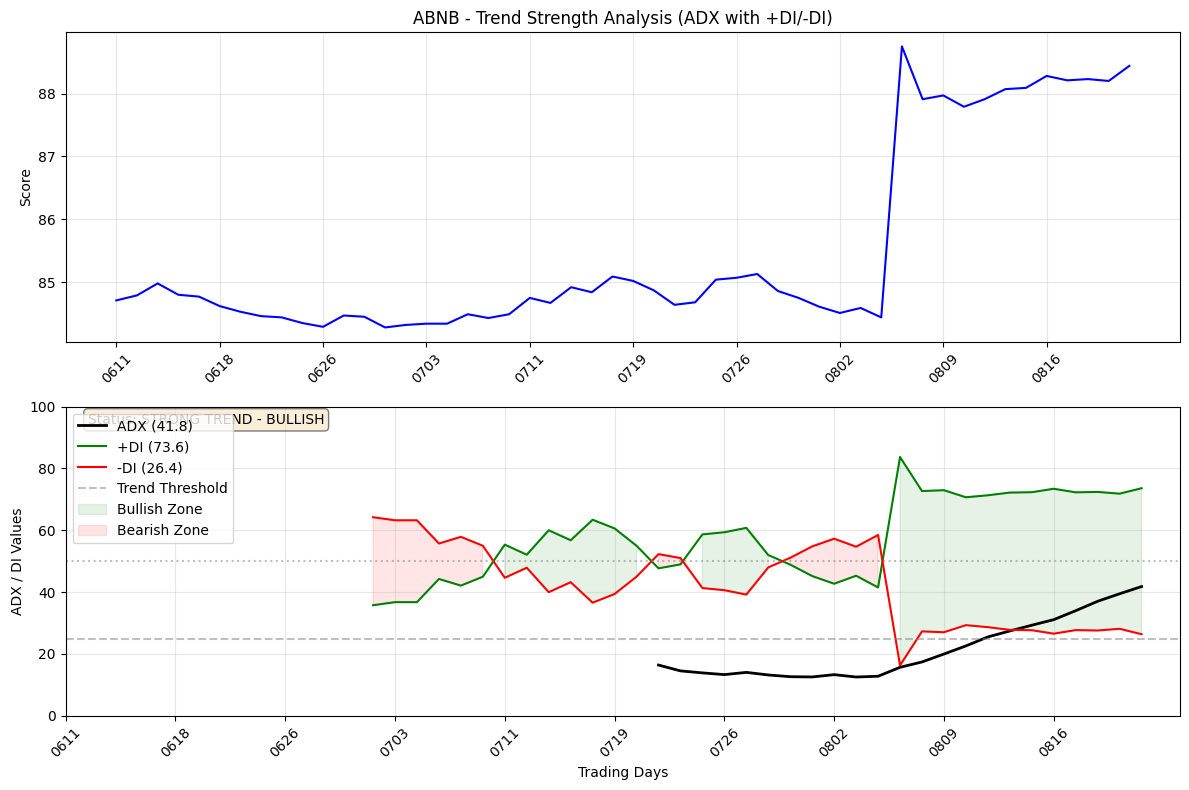 ABNB - Trend Strength Analysis (ADX with +DI/-DI)
Score
88
87
86
85
0611
0618
0626
0703
0711
0719
0726
0802
0809
0816
Status: STRONG TREND - BULLISH
ADX (41.8)
+DI (73.6)
-DI (26.4)
Trend Threshold
Bullish Zone
Bearish Zone
ADX / DI Values
100
80
60
40
20
0
0611
0618
0626
0703
0711
0719
0726
0802
0809
0816
Trading Days